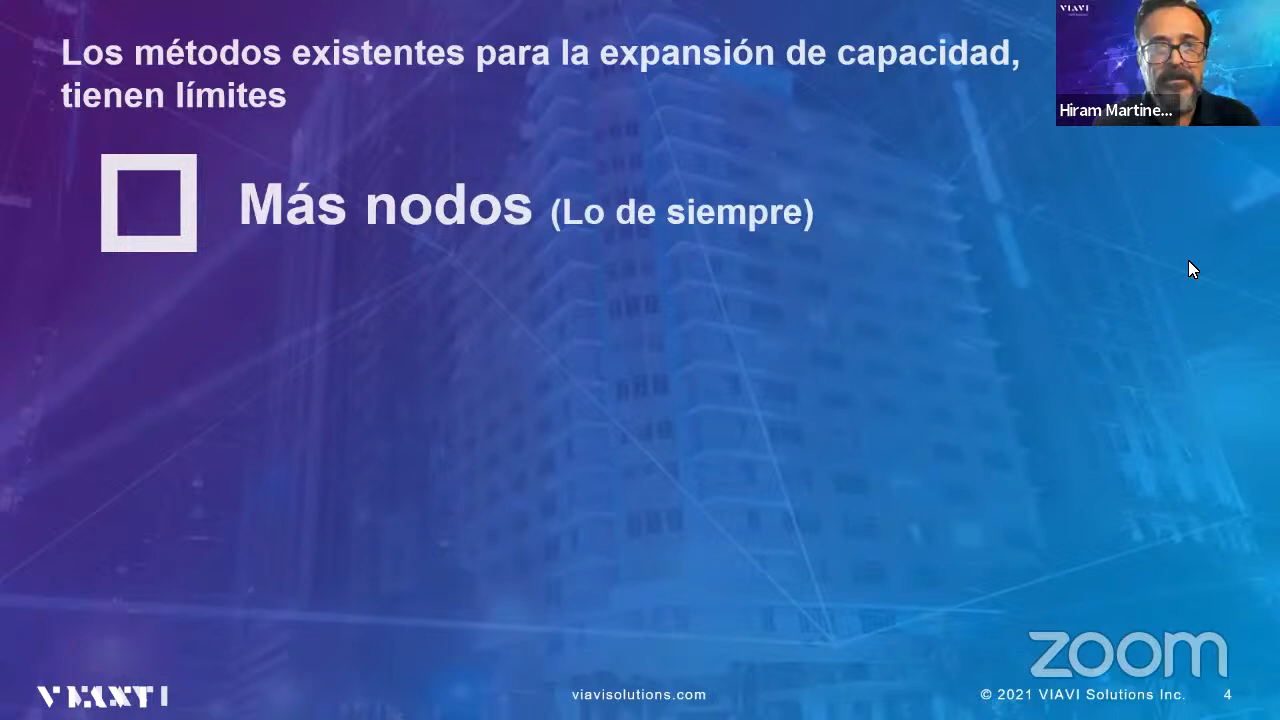 Los métodos existentes para la expansión de capacidad,
tienen límites
VIAVI
Hiram Martine...
Más nodos (Lo de siempre)
zoom
VIAVI
viavisolutions.com
© 2021 VIAVI Solutions Inc.
4